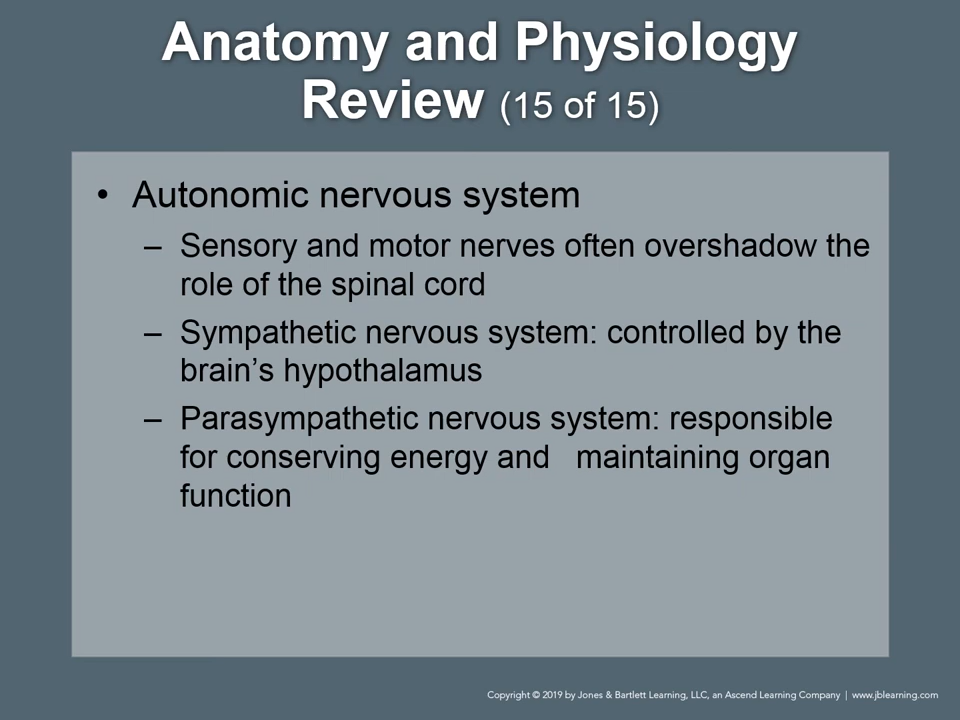 Anatomy and Physiology
Review (15 of 15)
• Autonomic nervous system
– Sensory and motor nerves often overshadow the
role of the spinal cord
– Sympathetic nervous system: controlled by the
brain’s hypothalamus
– Parasympathetic nervous system: responsible
for conserving energy and   maintaining organ
function
Copyright © 2019 by Jones & Bartlett Learning, LLC, an Ascend Learning Company | www.jblearning.com